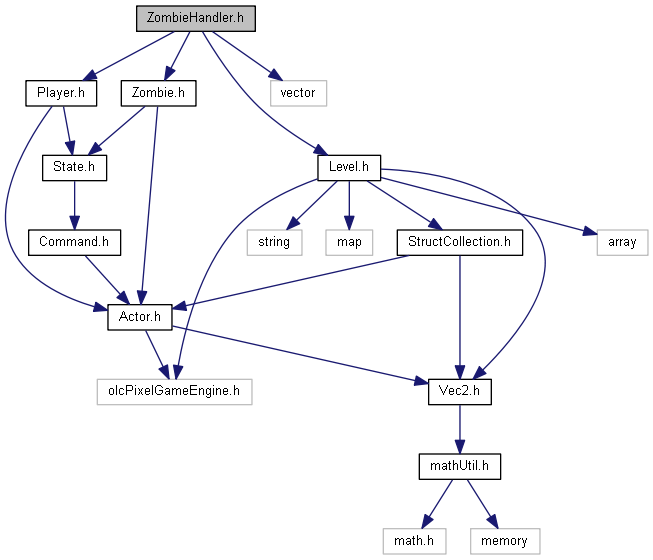 ZombieHandler.h
Player.h
Zombie.h
vector
State.h
Level.h
Command.h
string
map
StructCollection.h
array
Actor.h
olcPixelGameEngine.h
Vec2.h
mathUtil.h
math.h
memory